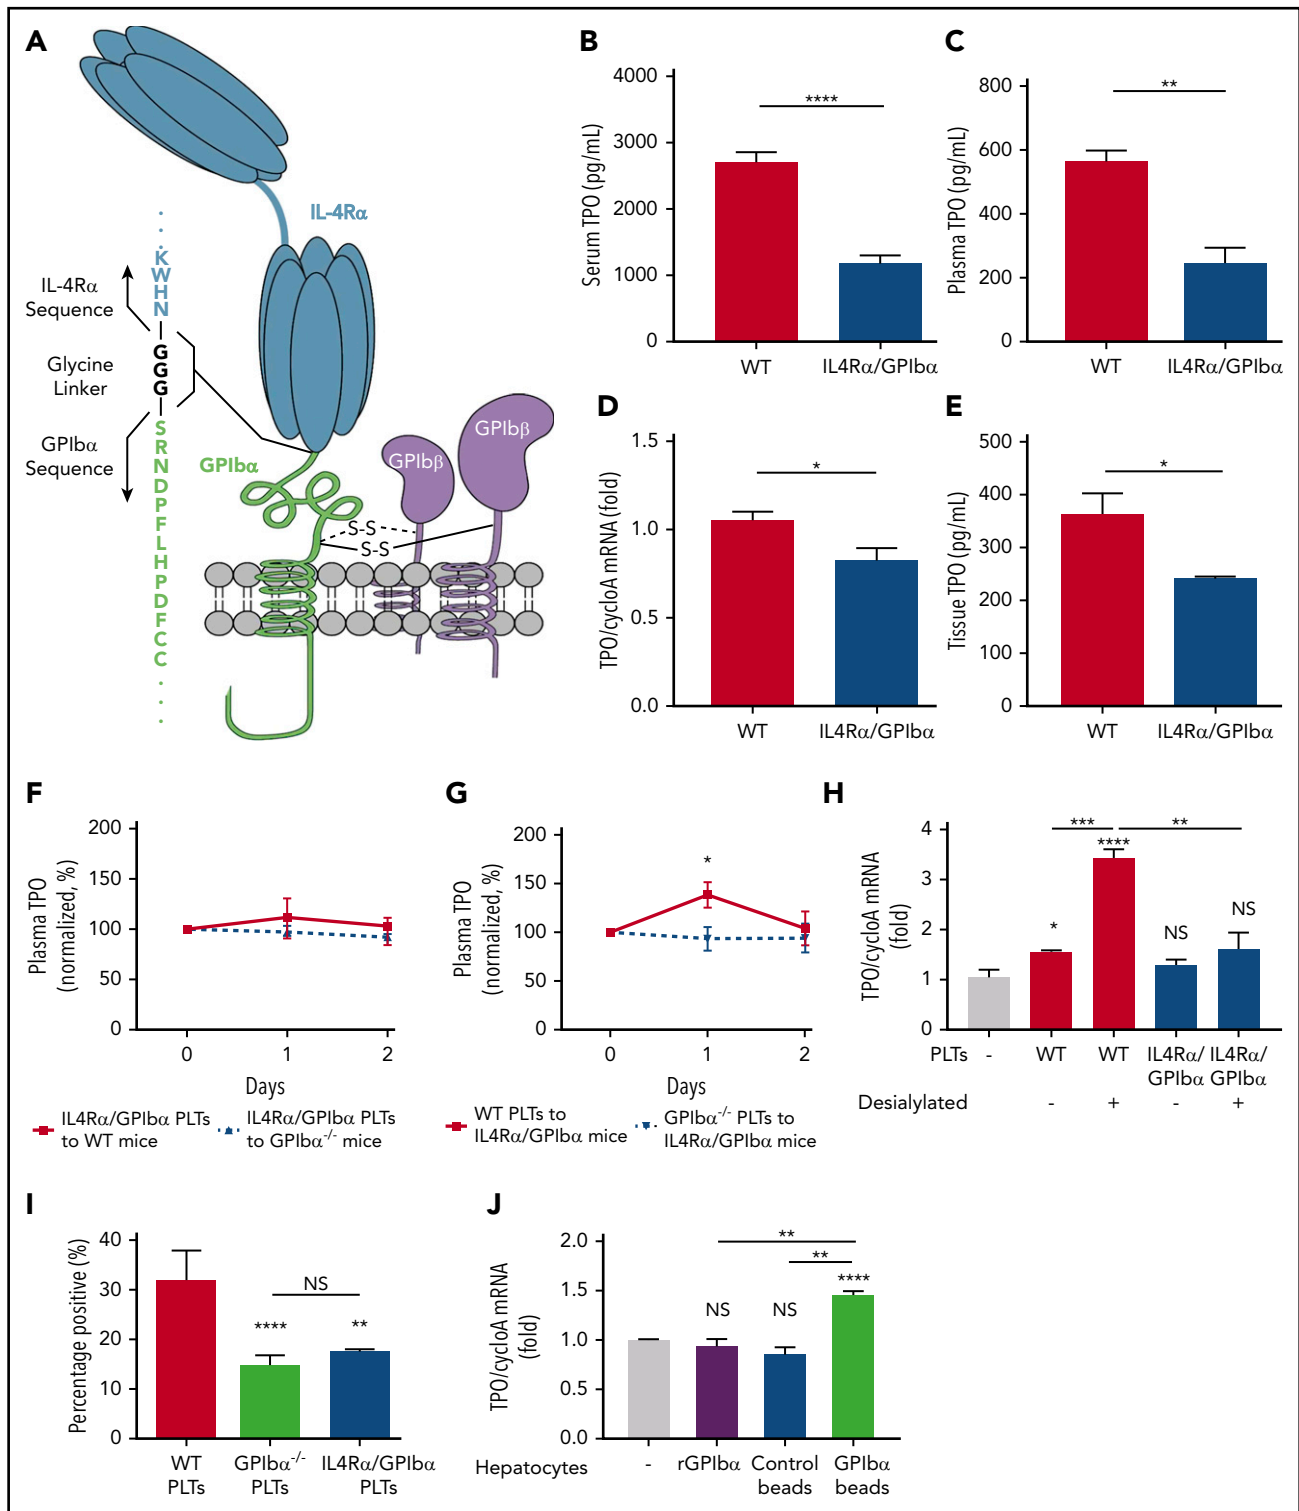 A
IL-4Rα
.
.
.
K
W
H
N
G
G
G
S
R
N
D
P
F
L
H
P
D
F
C
C
.
.
.
IL-4Rα
Sequence
Glycine
Linker
GPIbα
Sequence
GPIbα
GPIbβ
GPIbβ
S-S
S-S
B
Serum TPO (pg/mL)
4000
3000
2000
1000
0
****
WT
IL4Rα/GPIbα
C
Plasma TPO (pg/mL)
800
600
400
200
0
**
WT
IL4Rα/GPIbα
D
TPO/cycloA mRNA (fold)
1.5
1.0
0.5
0.0
*
WT
IL4Rα/GPIbα
E
Tissue TPO (pg/mL)
500
400
300
200
100
0
*
WT
IL4Rα/GPIbα
F
Plasma TPO
(normalized, %)
200
150
100
50
0
0 1 2
Days
IL4Rα/GPIbα PLTs
to WT mice
IL4Rα/GPIbα PLTs
to GPIbα-/- mice
G
Plasma TPO
(normalized, %)
200
150
100
50
0
*
0 1 2
Days
WT PLTs to
IL4Rα/GPIbα mice
GPIbα-/- PLTs to
IL4Rα/GPIbα mice
H
TPO/cycloA mRNA
(fold)
4
3
2
1
0
*** **
****
*
NS
NS
PLTs - WT WT IL4Rα/ IL4Rα/
GPIbα GPIbα
Desialylated - + - +
I
Percentage positive (%)
40
30
20
10
0
NS
**** **
WT
PLTs
GPIbα-/-
PLTs
IL4Rα/GPIbα
PLTs
J
TPO/cycloA mRNA
(fold)
2.0
1.5
1.0
0.5
0.0
**
**
****
NS NS
Hepatocytes - rGPIbα Control GPIbα
beads beads